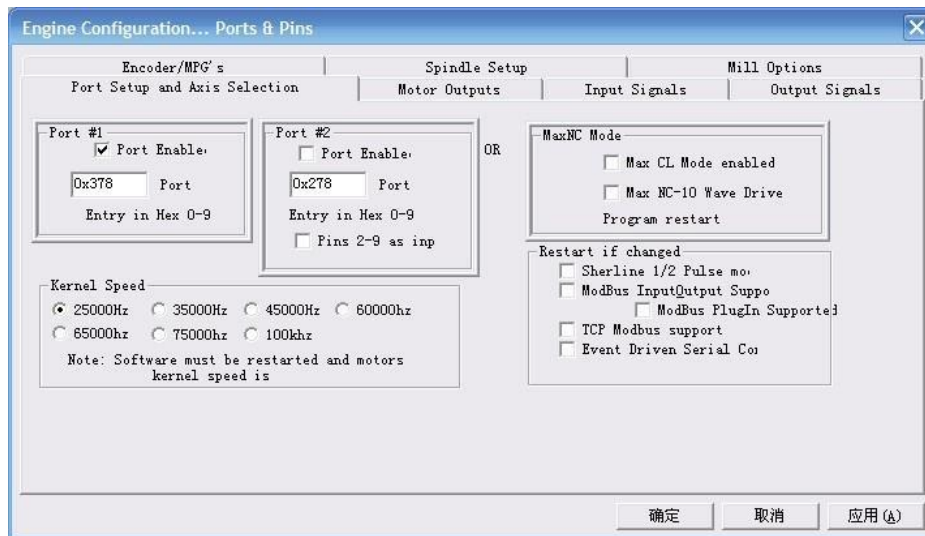 Engine Configuration... Ports & Pins
Encoder/MPG's Spindle Setup Mill Options
Port Setup and Axis Selection Motor Outputs Input Signals Output Signals
Port #1
Port Enable
0x378 Port
Entry in Hex 0-9
Port #2
Port Enable
0x278 Port
Entry in Hex 0-9
Pins 2-9 as inp
OR
MaxNC Mode
Max CL Mode enabled
Max NC-10 Wave Drive
Program restart
Restart if changed
Sherline 1/2 Pulse mo
ModBus InputOutput Suppo
ModBus PlugIn Supported
TCP Modbus support
Event Driven Serial Co
Kernel Speed
25000Hz 35000Hz 45000Hz 60000hz
65000hz 75000hz 100khz
Note: Software must be restarted and motors
kernel speed is
确定 取消 应用(A)